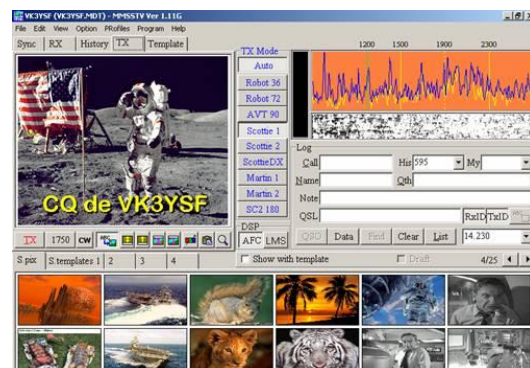 VK3YSF (VK3YSF.MDT) - MMSSTV Ver 1.11G
File Edit View Option PRofiles Program Help
Sync RX History TX Template
TX Mode
Auto
Robot 36
Robot 72
AVT 90
Scottie 1
Scottie 2
ScottieDX
Martin 1
Martin 2
SC2 180
DSP
AFC LMS
1200 1500 1900 2300
Log
Call His 595 My
Name Qth
Note
QSL RxID TxID
QSO Data Find Clear List 14.230
CQ de VK3YSF
TX 1750 CW
S.pix S.templates 1 2 3 4
Show with template Draft 4/25